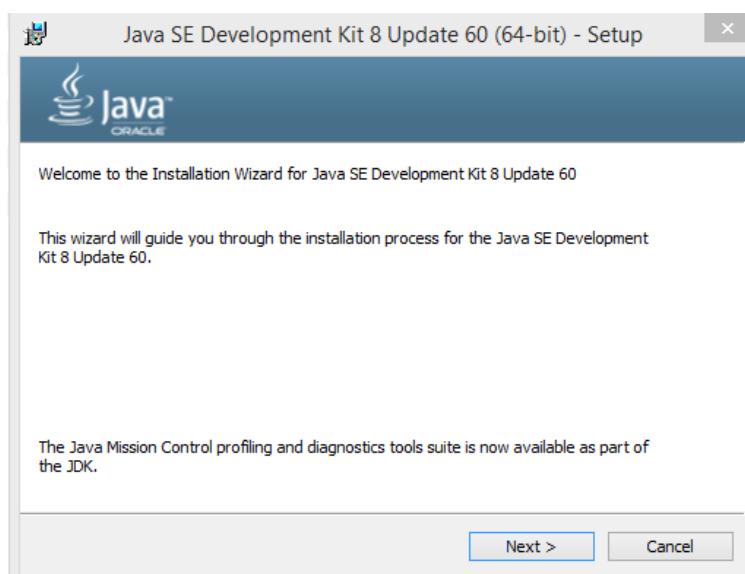 Java SE Development Kit 8 Update 60 (64-bit) - Setup
Java™
ORACLE
Welcome to the Installation Wizard for Java SE Development Kit 8 Update 60
This wizard will guide you through the installation process for the Java SE Development
Kit 8 Update 60.
The Java Mission Control profiling and diagnostics tools suite is now available as part of
the JDK.
Next >
Cancel